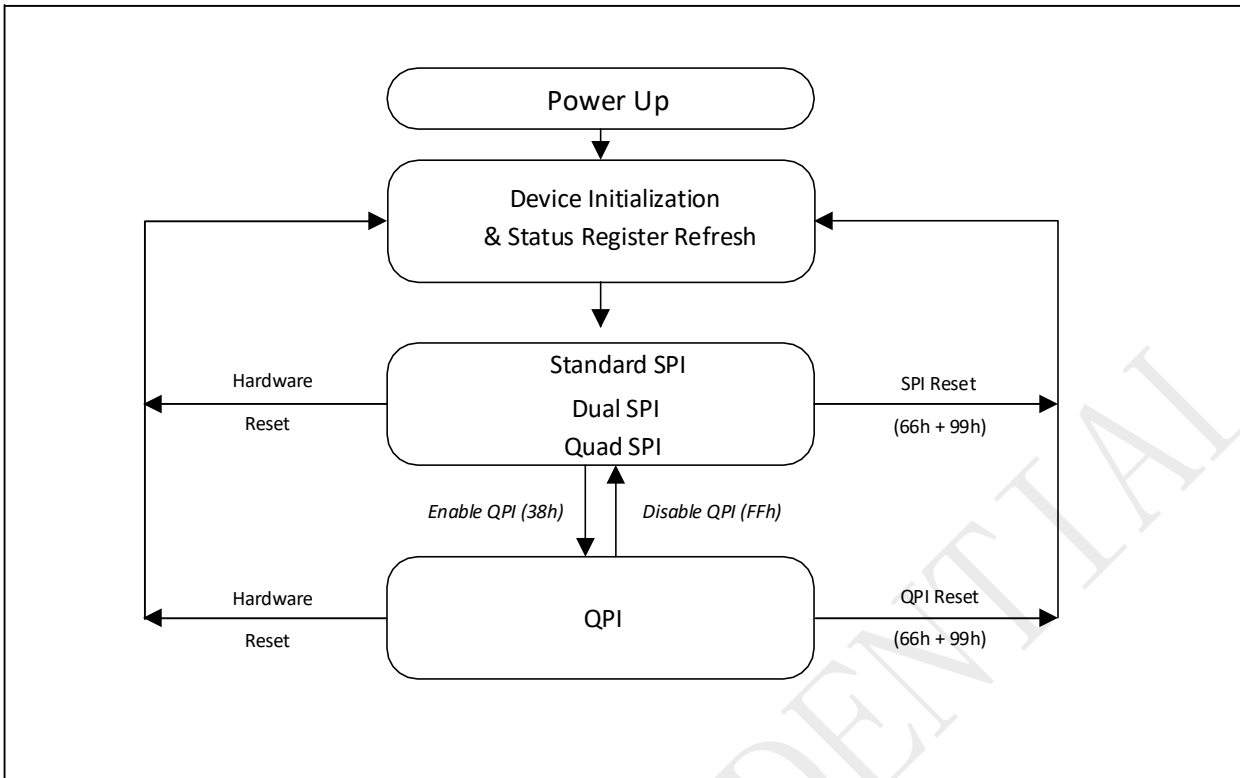 Power Up
Device Initialization
& Status Register Refresh
Standard SPI
Dual SPI
Quad SPI
Hardware
Reset
SPI Reset
(66h + 99h)
Enable QPI (38h)
Disable QPI (FFh)
QPI
Hardware
Reset
QPI Reset
(66h + 99h)
DENTIAL